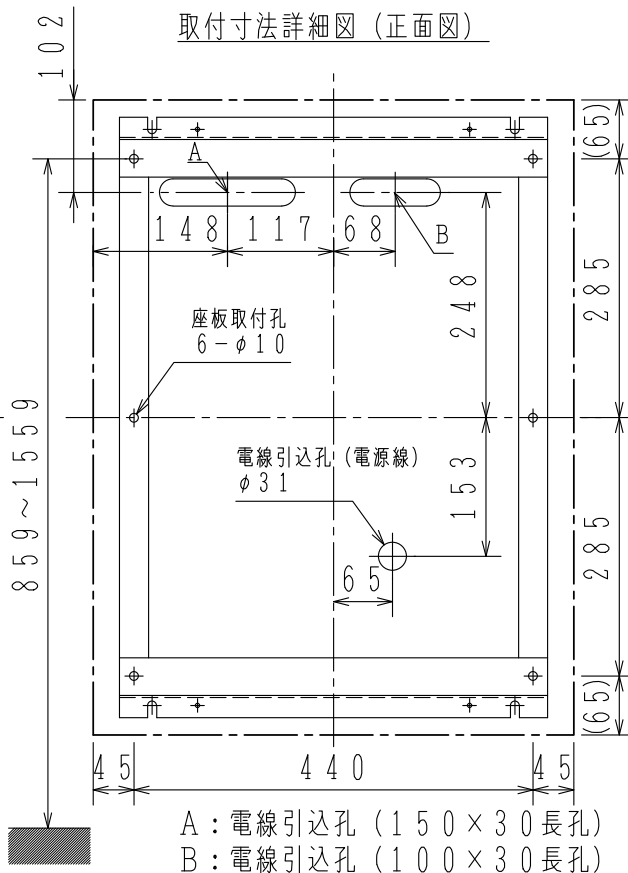 取付寸法詳細図 (正面図)
102
(65)
A
148
117
68
B
285
248
座板取付孔
6-φ10
859~1559
電線引込孔 (電源線)
φ31
153
65
285
(65)
45
440
45
A:電線引込孔 (150×30長孔)
B:電線引込孔 (100×30長孔)